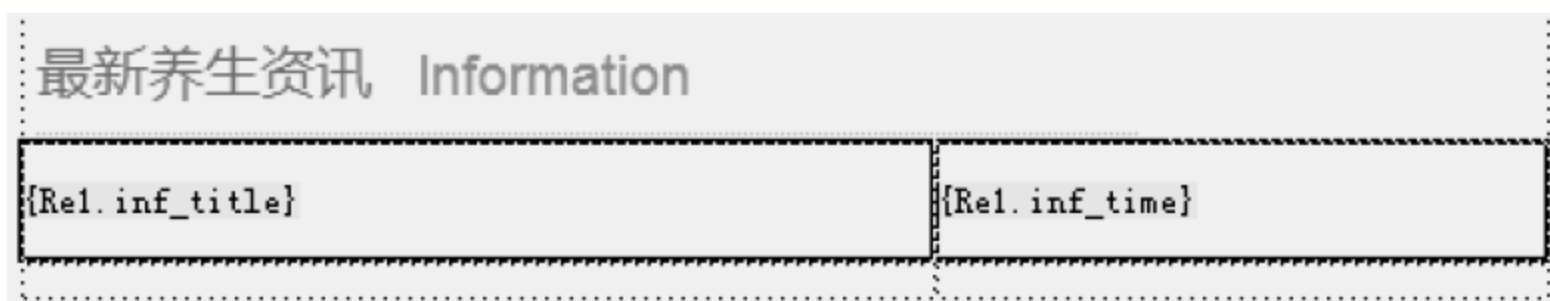 最新养生资讯 Information
{Re1.inf_title} {Re1.inf_time}